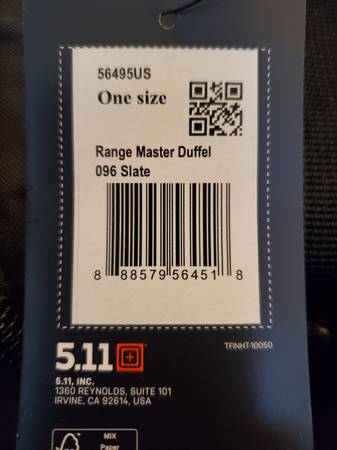 56495US
One size
Range Master Duffel
096 Slate
8 88579 56451 8
5.11
TFINHT-10050
5.11, INC.
1360 REYNOLDS, SUITE 101
IRVINE, CA 92614, USA
MIX
Paper